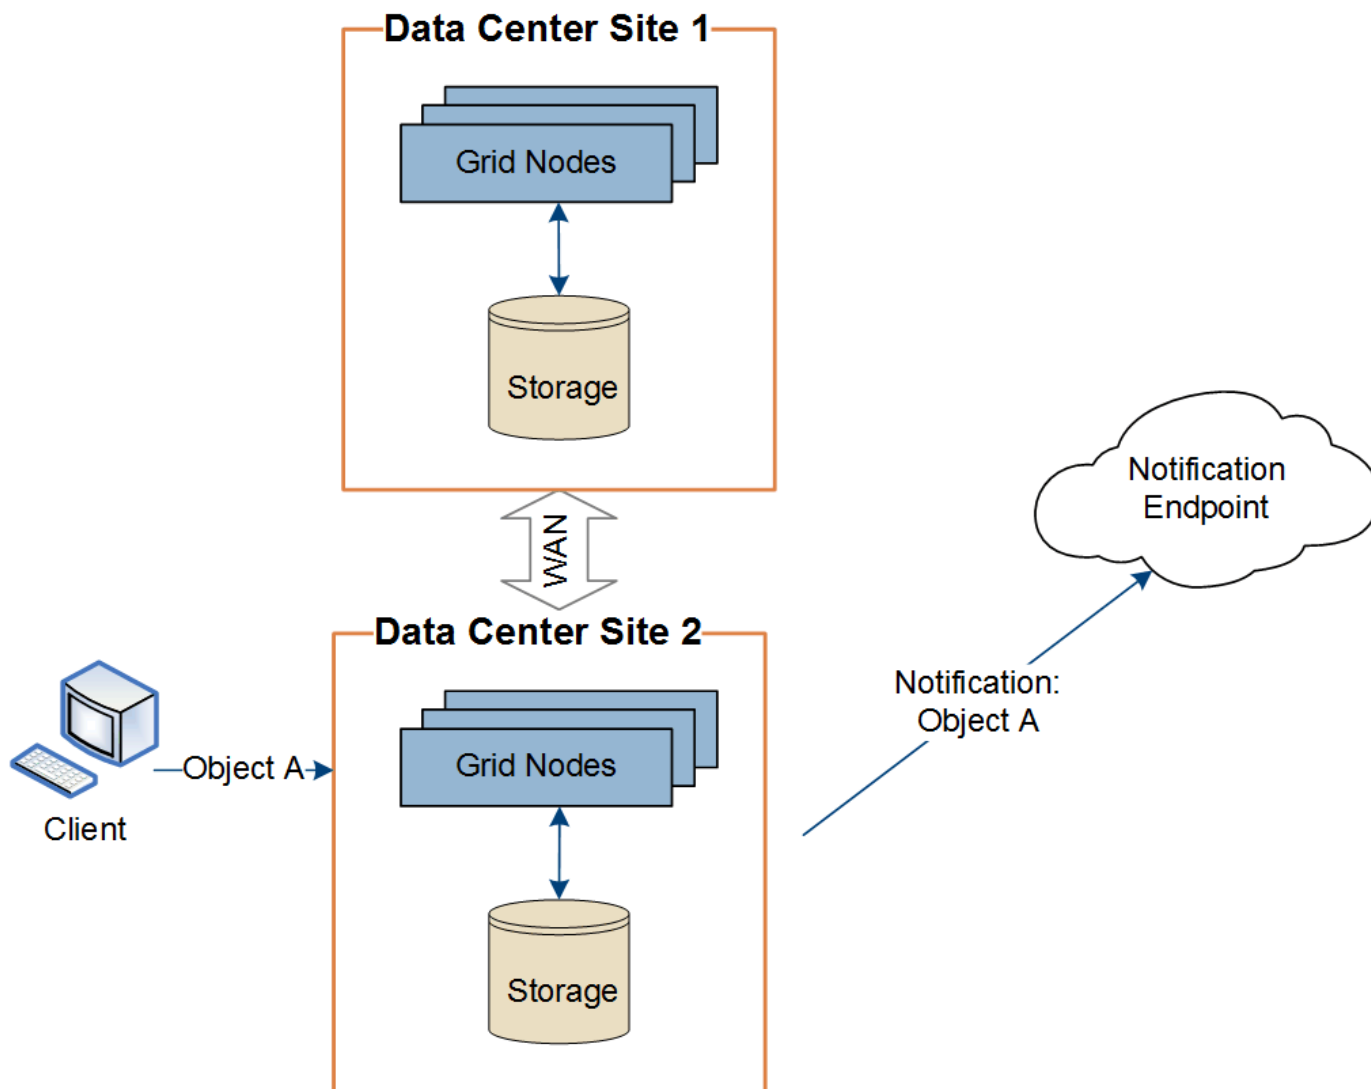 Data Center Site 1
Grid Nodes
Storage
WAN
Notification
Endpoint
Data Center Site 2
Notification:
Object A
Grid Nodes
Object A
Client
Storage